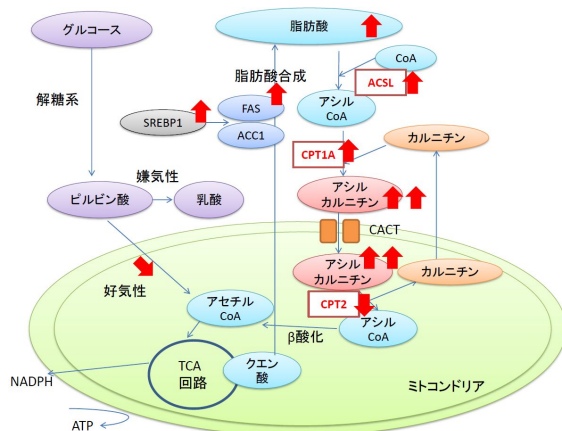 グルコース
脂肪酸
CoA
ACSL
脂肪酸合成
解糖系
アシル
CoA
SREBP1
FAS
ACC1
CPT1A
カルニチン
嫌気性
ピルビン酸
乳酸
アシル
カルニチン
CACT
アシル
カルニチン
カルニチン
好気性
アセチル
CoA
CPT2
アシル
CoA
β酸化
TCA
回路
クエン
酸
NADPH
ミトコンドリア
ATP